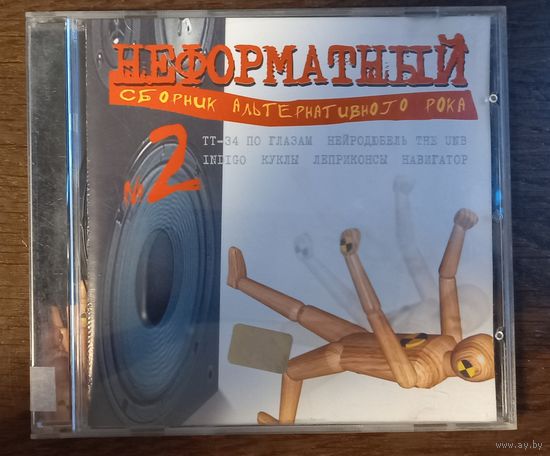 НЕФОРМАТНЫЙ
СБОРНИК АЛЬТЕРНАТИВНОГО РОКА
№2
ТТ-34 ПО ГЛАЗАМ НЕЙРОДЮБЕЛЬ THE UNB
INDIGO КУКЛЫ ЛЕПРИКОНСЫ НАВИГАТОР
www.ay.by